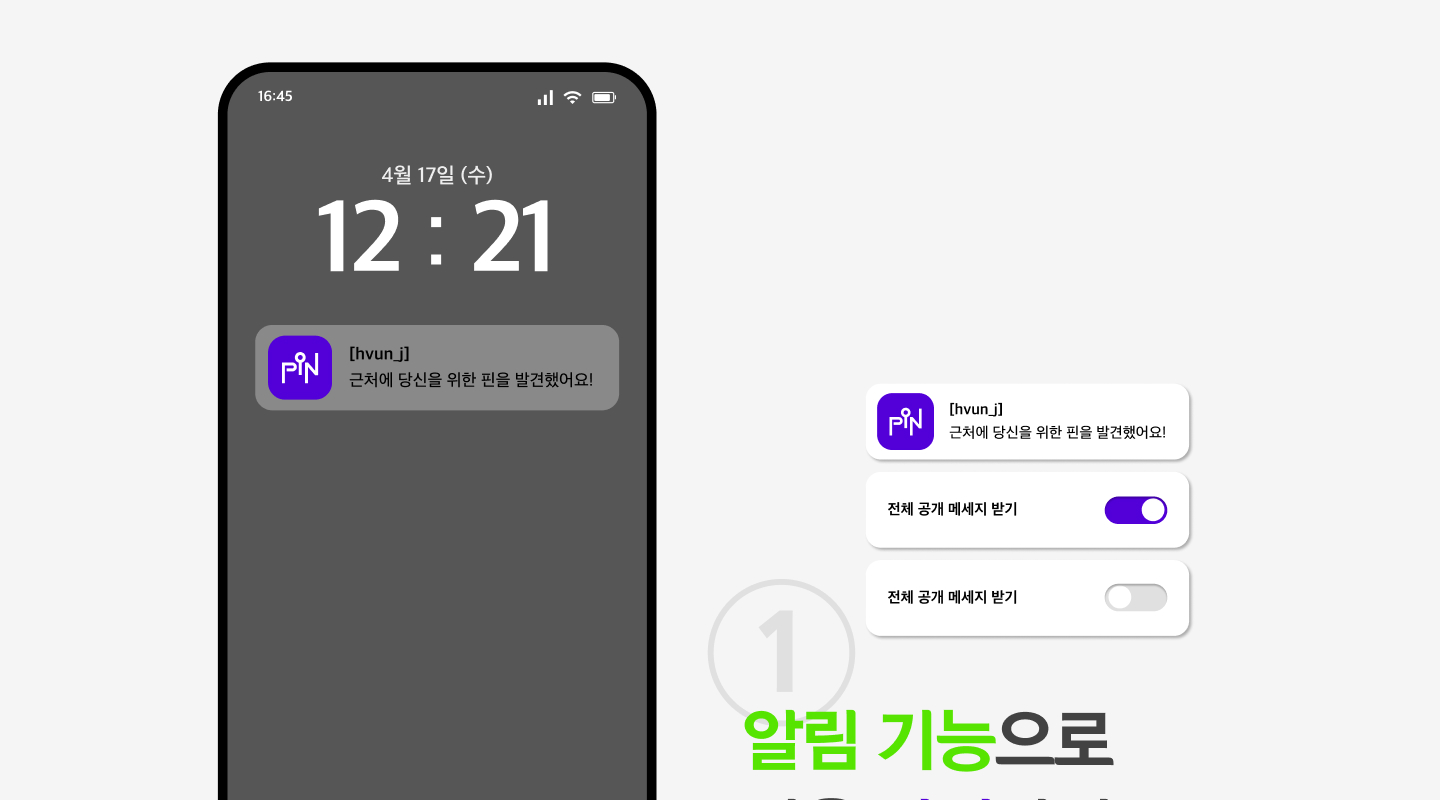 16:45
4월 17일 (수)
12 : 21
PiN
[hvun_j]
근처에 당신을 위한 핀을 발견했어요!
PiN
[hvun_j]
근처에 당신을 위한 핀을 발견했어요!
전체 공개 메세지 받기
전체 공개 메세지 받기
1
알림 기능으로